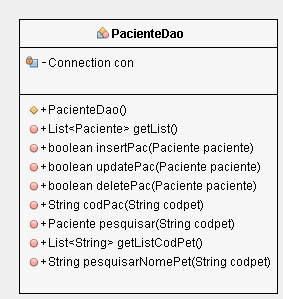 PacienteDao
- Connection con
+ PacienteDao()
+ List<Paciente> getList()
+ boolean insertPac(Paciente paciente)
+ boolean updatePac(Paciente paciente)
+ boolean deletePac(Paciente paciente)
+ String codPac(String codpet)
+ Paciente pesquisar(String codpet)
+ List<String> getListCodPet()
+ String pesquisarNomePet(String codpet)